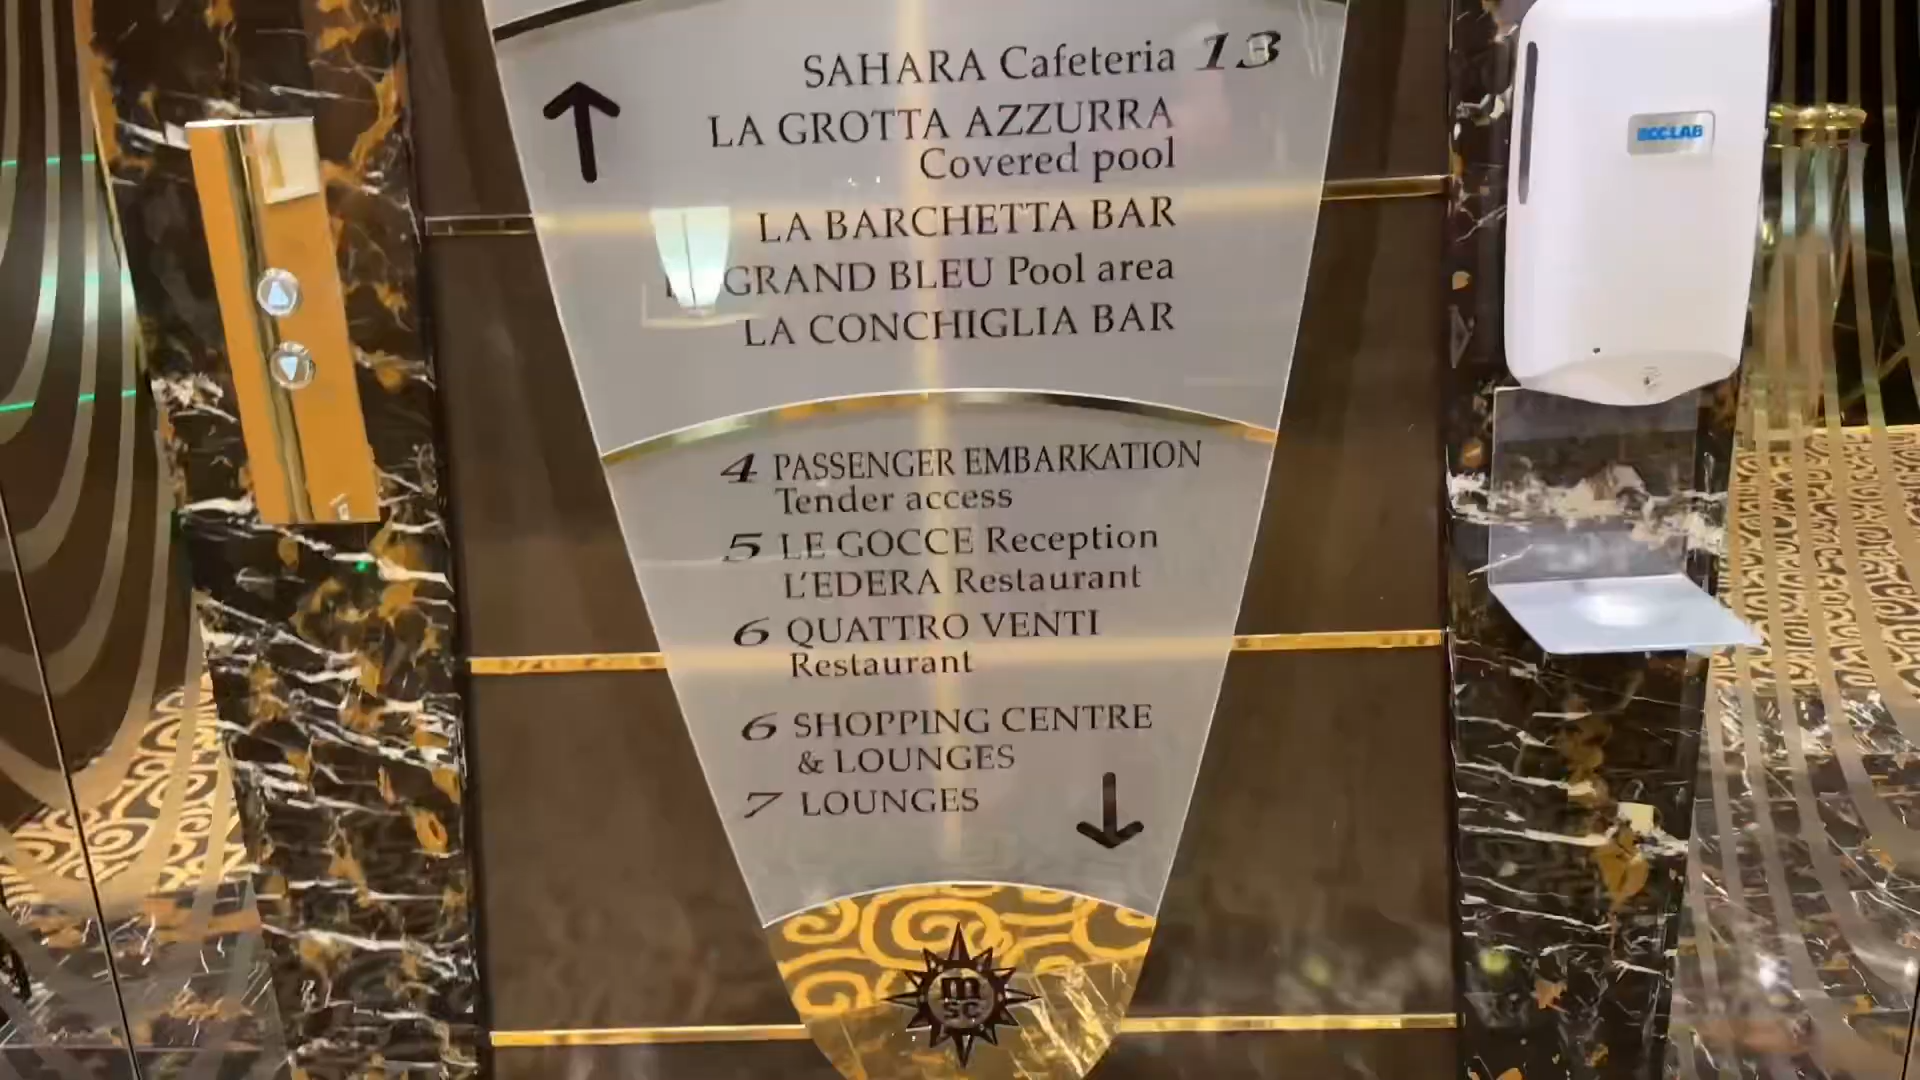 SAHARA Cafeteria 13
LA GROTTA AZZURRA
Covered pool
LA BARCHETTA BAR
GRAND BLEU Pool area
LA CONCHIGLIA BAR
4 PASSENGER EMBARKATION
Tender access
5 LE GOCCE Reception
L'EDERA Restaurant
6 QUATTRO VENTI
Restaurant
6 SHOPPING CENTRE
& LOUNGES
7 LOUNGES
m
SC